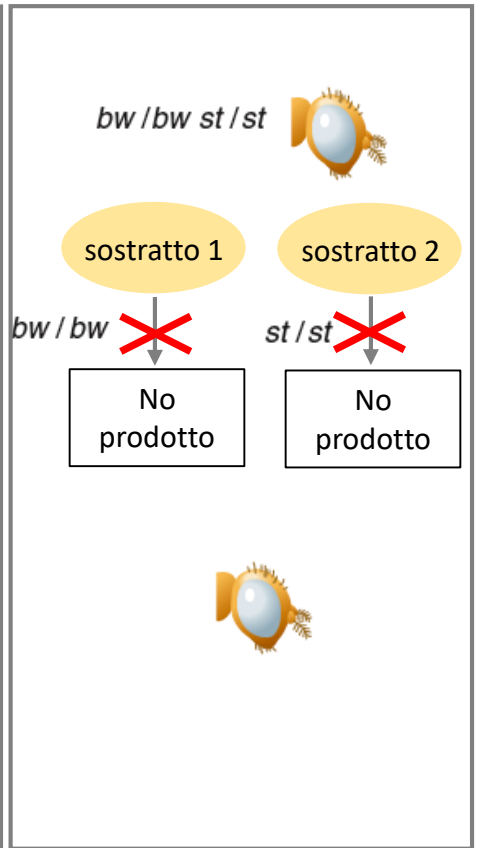 bw / bw st / st
sostratto 1
sostratto 2
bw / bw
st / st
No
prodotto
No
prodotto